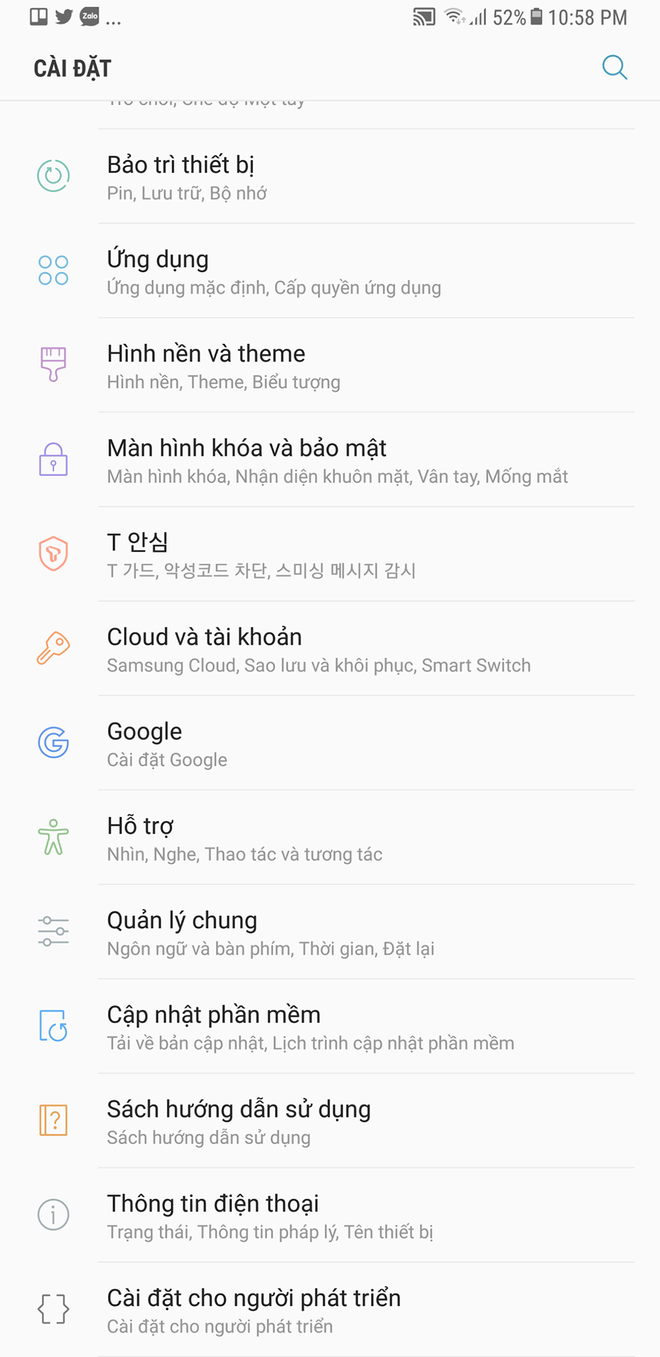 Zalo ... 52% 10:58 PM
CÀI ĐẶT
Trò chơi, Chế độ Một tay
Bảo trì thiết bị
Pin, Lưu trữ, Bộ nhớ
Ứng dụng
Ứng dụng mặc định, Cấp quyền ứng dụng
Hình nền và theme
Hình nền, Theme, Biểu tượng
Màn hình khóa và bảo mật
Màn hình khóa, Nhận diện khuôn mặt, Vân tay, Mống mắt
T 안심
T 가드, 악성코드 차단, 스미싱 메시지 감시
Cloud và tài khoản
Samsung Cloud, Sao lưu và khôi phục, Smart Switch
Google
Cài đặt Google
Hỗ trợ
Nhìn, Nghe, Thao tác và tương tác
Quản lý chung
Ngôn ngữ và bàn phím, Thời gian, Đặt lại
Cập nhật phần mềm
Tải về bản cập nhật, Lịch trình cập nhật phần mềm
Sách hướng dẫn sử dụng
Sách hướng dẫn sử dụng
Thông tin điện thoại
Trạng thái, Thông tin pháp lý, Tên thiết bị
Cài đặt cho người phát triển
Cài đặt cho người phát triển